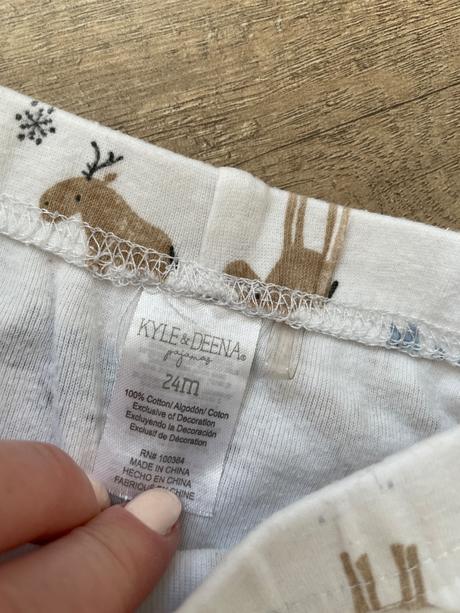 KYLE & DEENA®
pajamas
24m
100% Cotton/ Algodón/ Coton
Exclusive of Decoration
Excluyendo la Decoración
Exclusif de Decoration
RN# 100364
MADE IN CHINA
HECHO EN CHINA
FABRIQUÉ EN CHINE